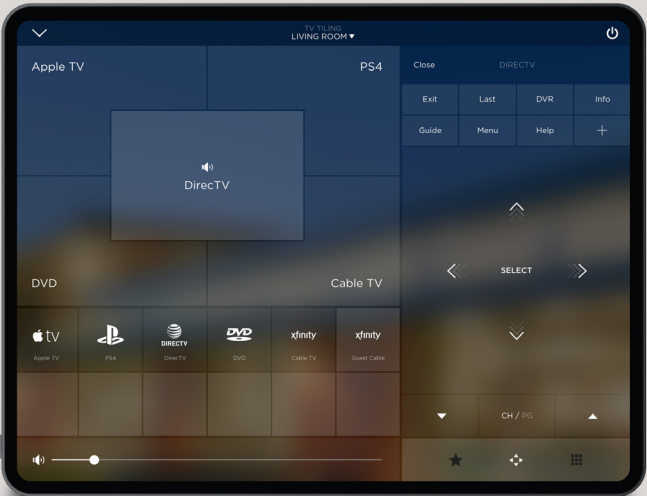 TV TILING
LIVING ROOM ▼
Apple TV
PS4
DirecTV
DVD
Cable TV
tv
DIRECTV
DVD
xfinity
xfinity
Apple TV
PS4
DirecTV
DVD
Cable TV
Guest Cable
Close
DIRECTV
Exit
Last
DVR
Info
Guide
Menu
Help
SELECT
CH / PG